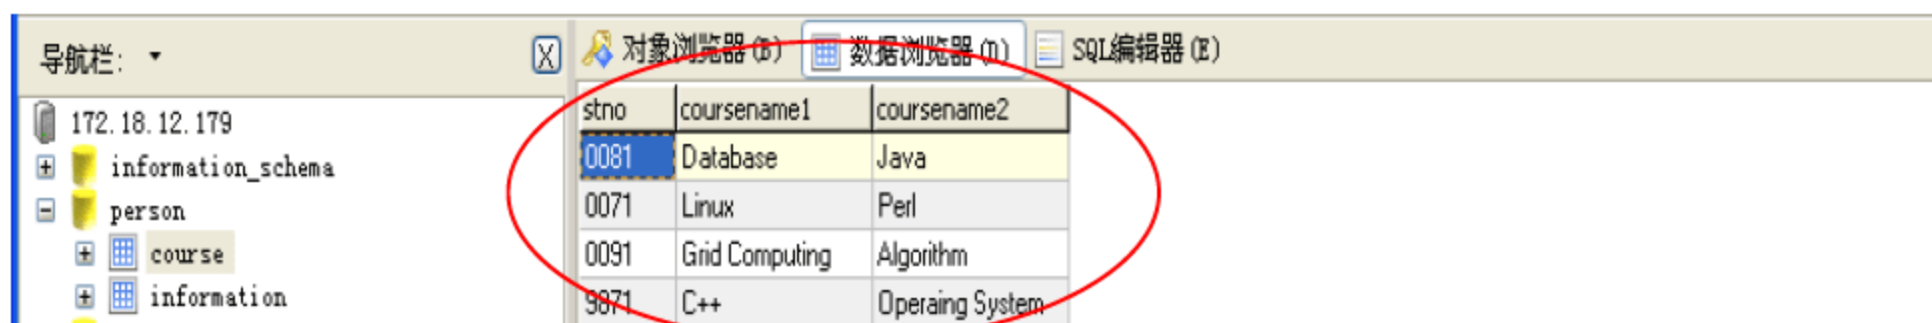 导航栏:
172.18.12.179
information_schema
person
course
information
对象浏览器(B) 数据浏览器(D) SQL编辑器(E)
stno coursename1 coursename2
0081 Database Java
0071 Linux Perl
0091 Grid Computing Algorithm
9871 C++ Operaing System